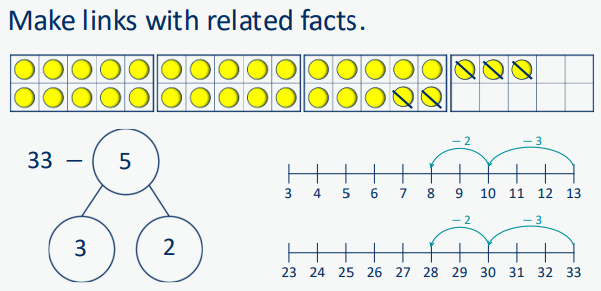 Make links with related facts.
33 – 5
3 2
– 2 – 3
3 4 5 6 7 8 9 10 11 12 13
– 2 – 3
23 24 25 26 27 28 29 30 31 32 33